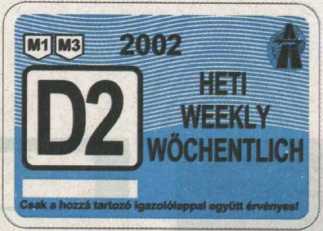 M1 M3 2002
D2
HETI
WEEKLY
WÖCHENTLICH
Csak a hozzá tartozó igazolólappal együtt érvényes!